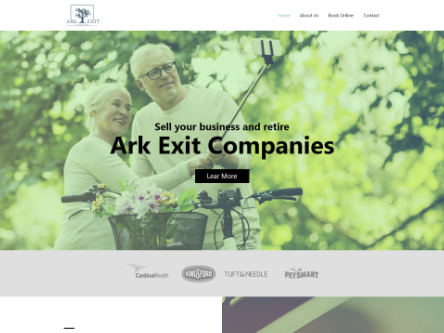 ARK EXIT
Home About Us Book Online Contact
Sell your business and retire
Ark Exit Companies
Lear More
CardinalHealth
KINGSFORD
TUFT&NEEDLE
PETSMART